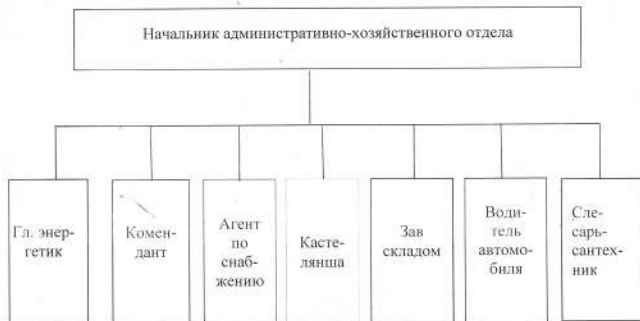 Начальник административно-хозяйственного отдела
Гл. энер-
гетик
Комен-
дант
Агент
по
снаб-
жению
Касте-
лянша
Зав
складом
Води-
тель
автомо-
биля
Сле-
сарь-
сантех-
ник